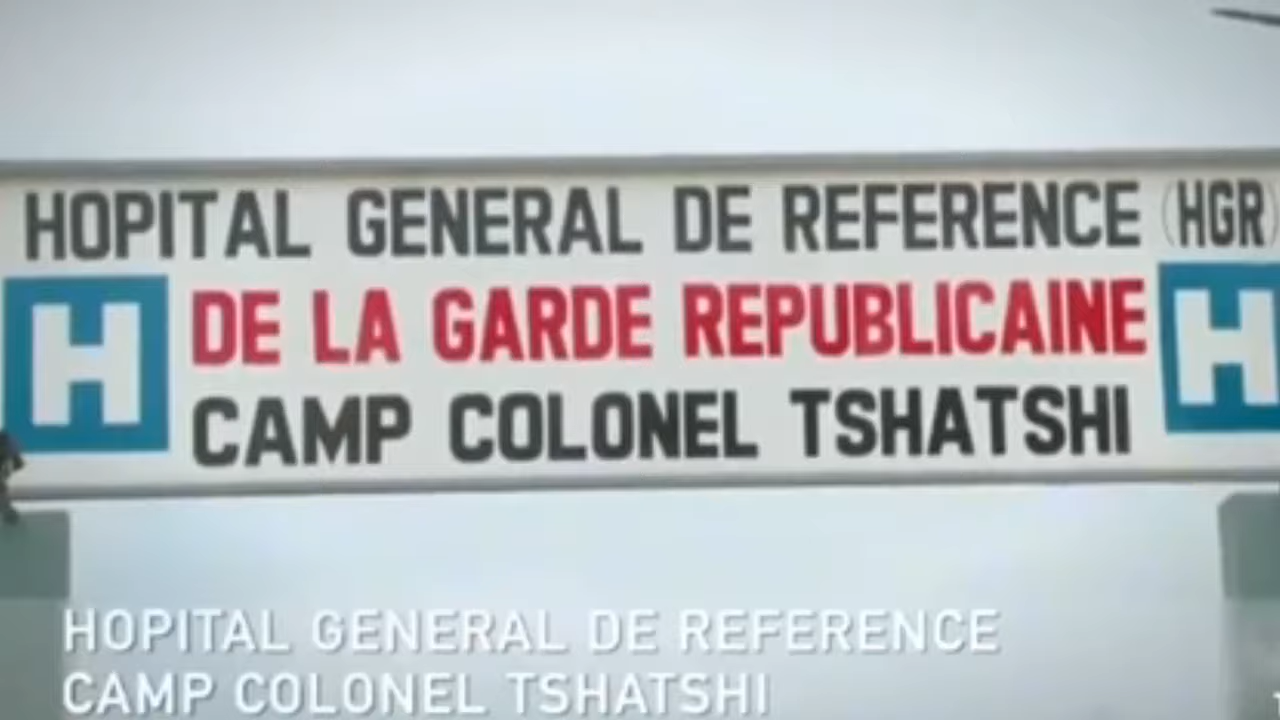 HOPITAL GENERAL DE REFERENCE (HGR)
H DE LA GARDE REPUBLICAINE H
CAMP COLONEL TSHATSHI
HOPITAL GENERAL DE REFERENCE
CAMP COLONEL TSHATSHI